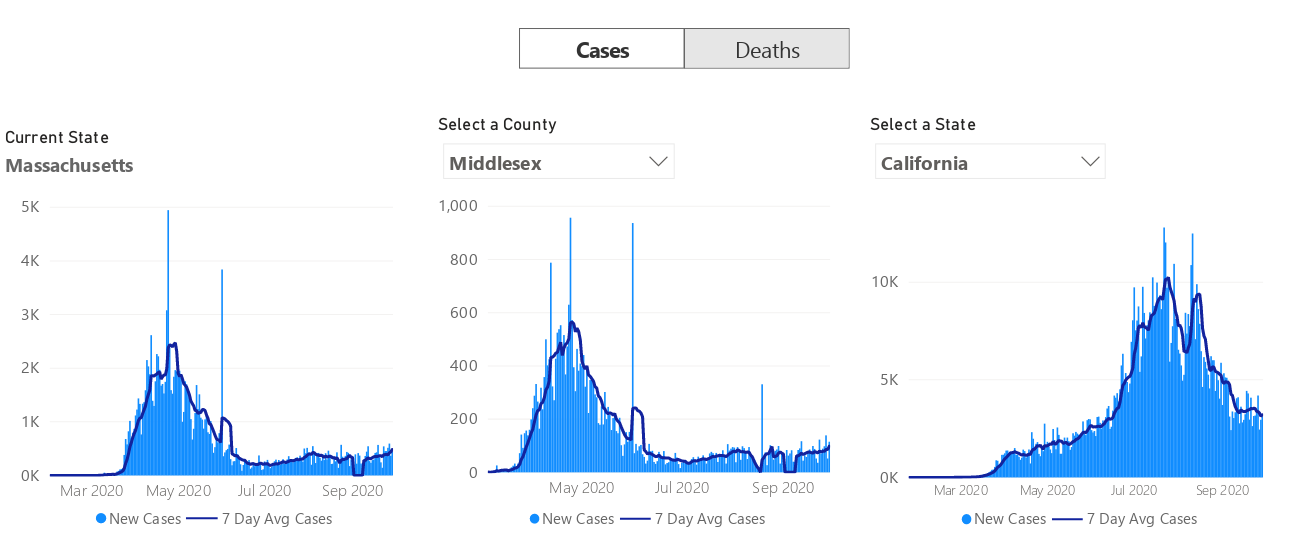 Cases Deaths
Current State
Massachusetts
5K
4K
3K
2K
1K
0K
Mar 2020 May 2020 Jul 2020 Sep 2020
New Cases 7 Day Avg Cases
Select a County
Middlesex
1,000
800
600
400
200
0
May 2020 Jul 2020 Sep 2020
New Cases 7 Day Avg Cases
Select a State
California
10K
5K
0K
Mar 2020 May 2020 Jul 2020 Sep 2020
New Cases 7 Day Avg Cases